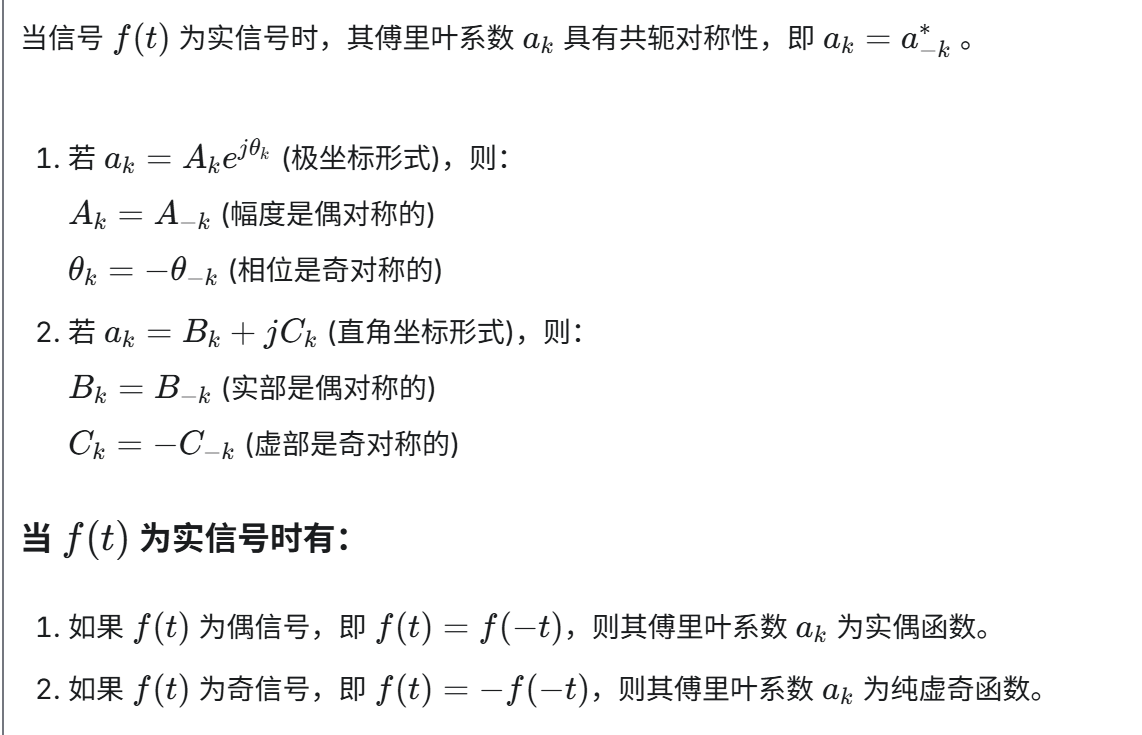 当信号 f(t) 为实信号时，其傅里叶系数 a_k 具有共轭对称性，即 a_k = a_{-k}^* 。
1. 若 a_k = A_k e^{jθ_k} (极坐标形式)，则：
A_k = A_{-k} (幅度是偶对称的)
θ_k = -θ_{-k} (相位是奇对称的)
2. 若 a_k = B_k + jC_k (直角坐标形式)，则：
B_k = B_{-k} (实部是偶对称的)
C_k = -C_{-k} (虚部是奇对称的)
当 f(t) 为实信号时有：
1. 如果 f(t) 为偶信号，即 f(t) = f(-t)，则其傅里叶系数 a_k 为实偶函数。
2. 如果 f(t) 为奇信号，即 f(t) = -f(-t)，则其傅里叶系数 a_k 为纯虚奇函数。